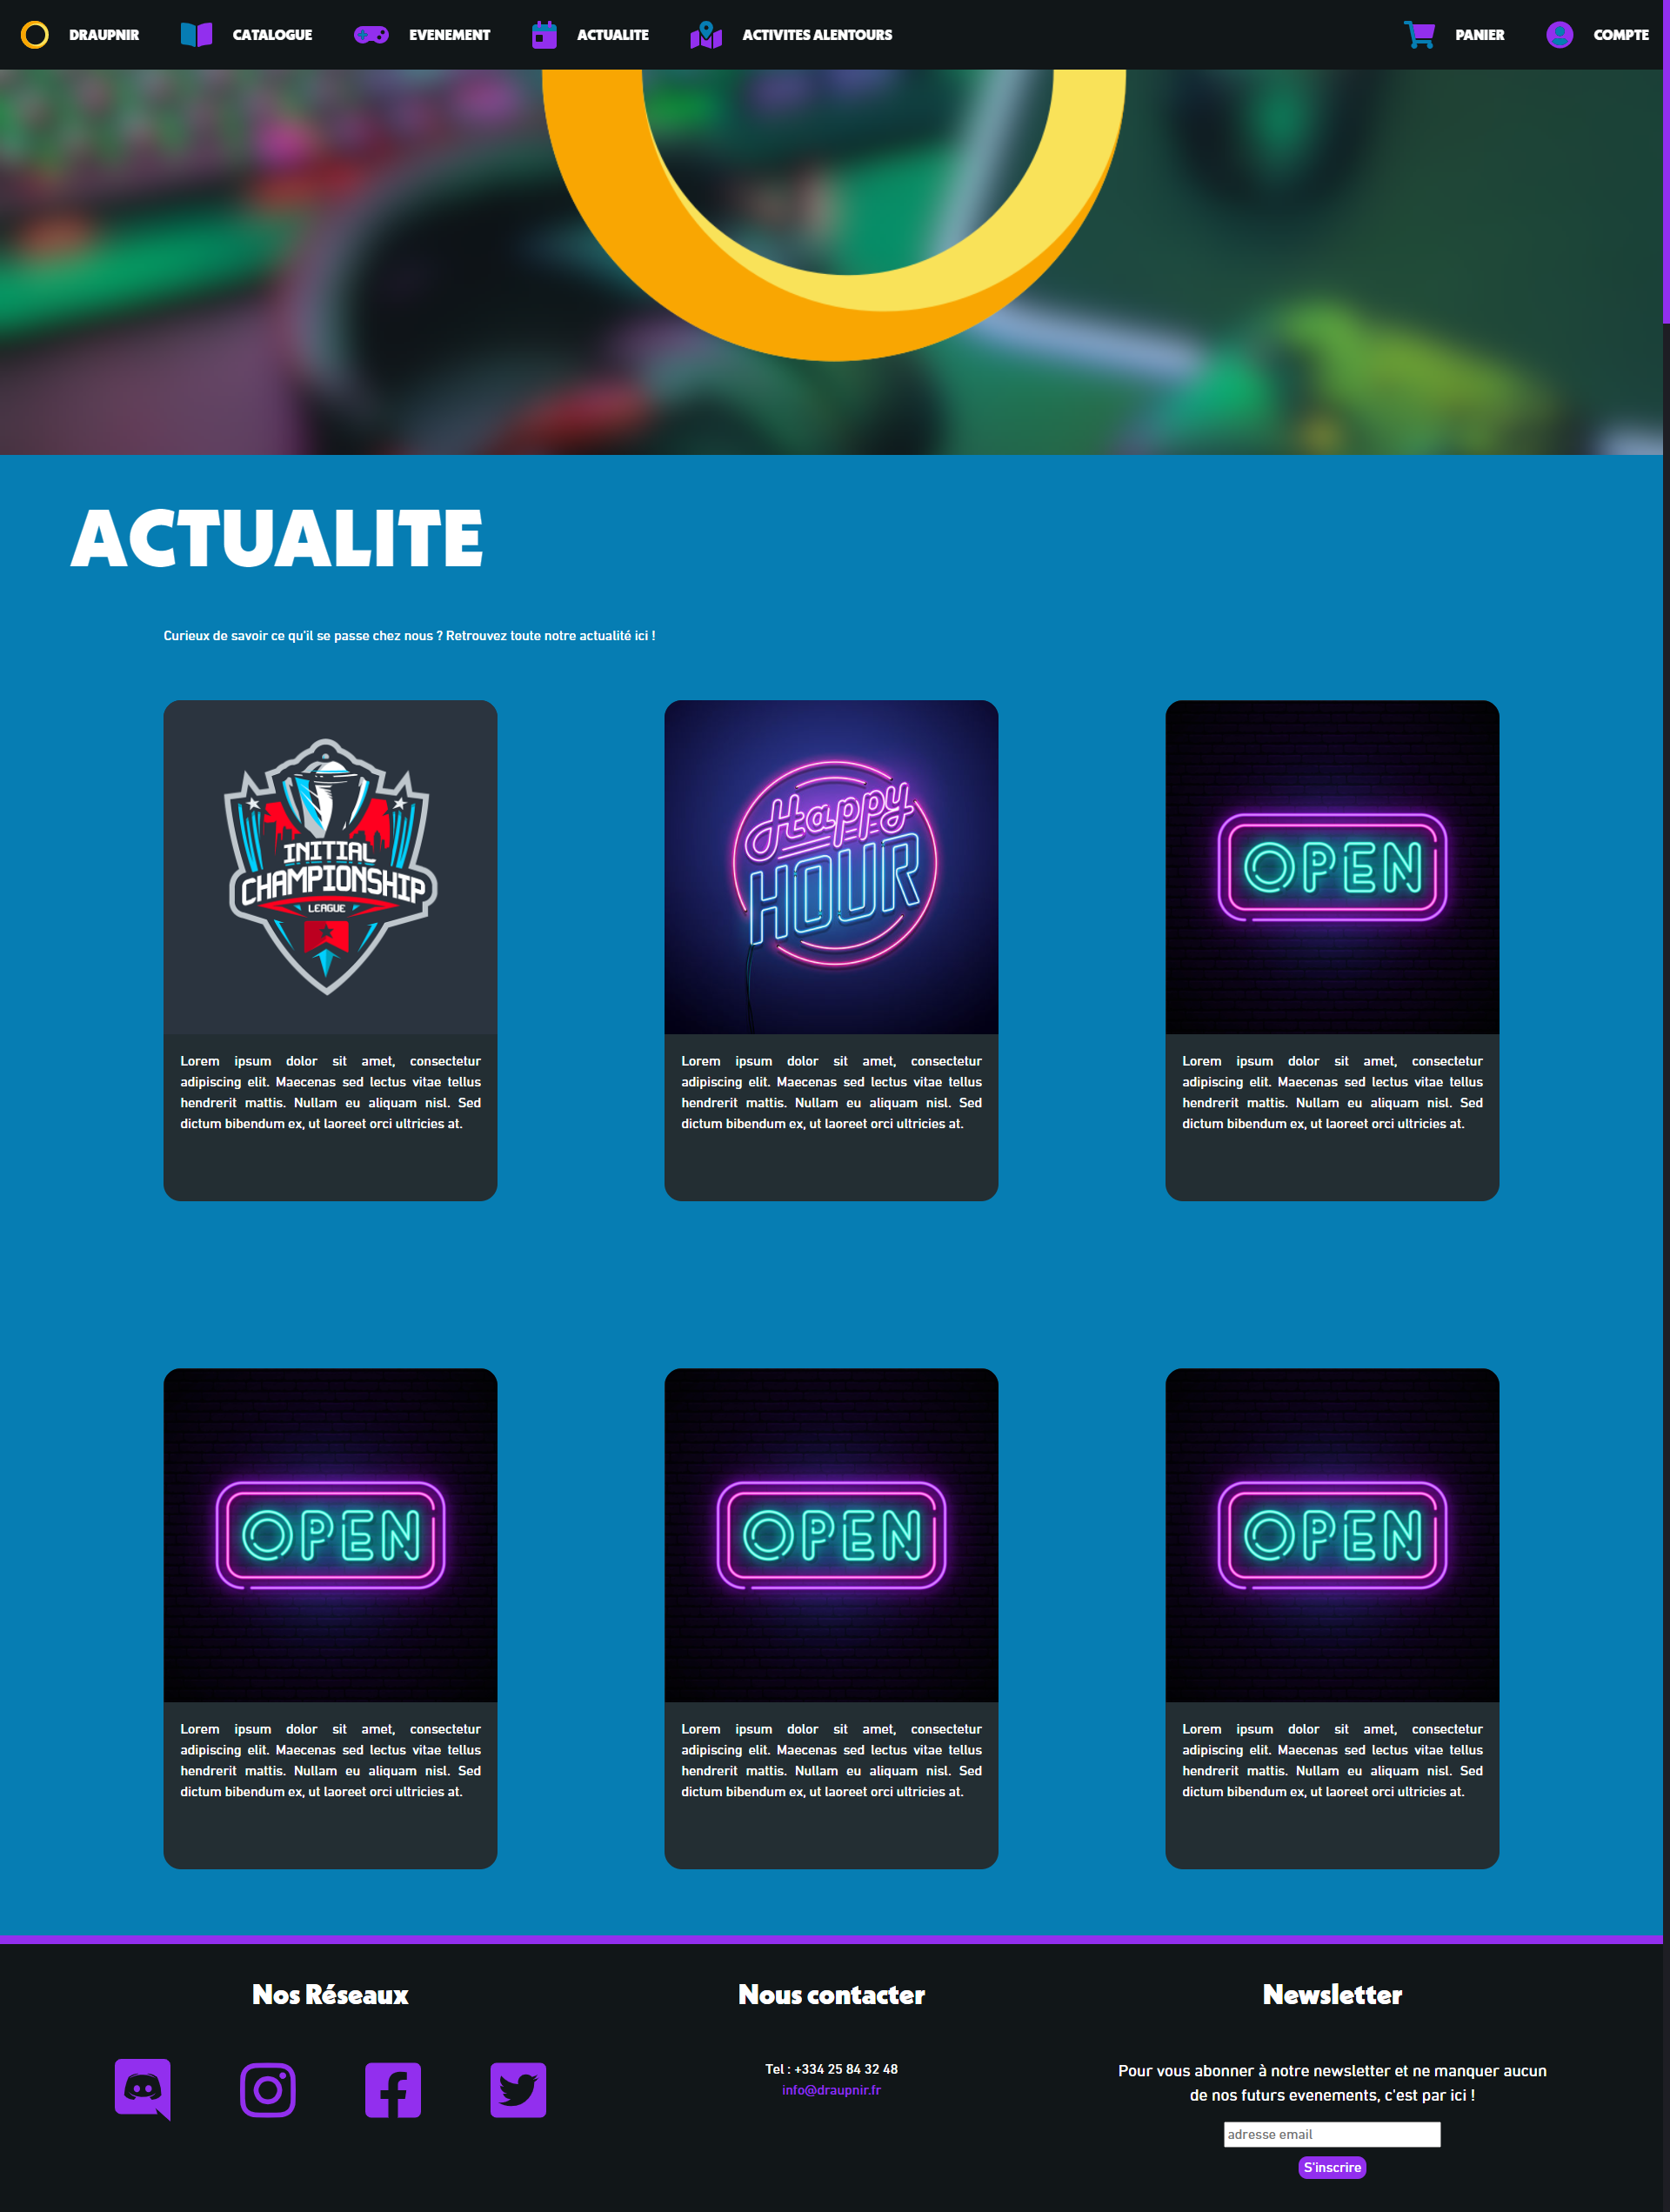 DRAUPNIR CATALOGUE EVENEMENT ACTUALITE ACTIVITES ALENTOURS PANIER COMPTE
ACTUALITE
Curieux de savoir ce qu'il se passe chez nous ? Retrouvez toute notre actualité ici !
INITIAL
CHAMPIONSHIP
LEAGUE
Lorem ipsum dolor sit amet, consectetur
adipiscing elit. Maecenas sed lectus vitae tellus
hendrerit mattis. Nullam eu aliquam nisl. Sed
dictum bibendum ex, ut laoreet orci ultricies at.
Happy
HOUR
Lorem ipsum dolor sit amet, consectetur
adipiscing elit. Maecenas sed lectus vitae tellus
hendrerit mattis. Nullam eu aliquam nisl. Sed
dictum bibendum ex, ut laoreet orci ultricies at.
OPEN
Lorem ipsum dolor sit amet, consectetur
adipiscing elit. Maecenas sed lectus vitae tellus
hendrerit mattis. Nullam eu aliquam nisl. Sed
dictum bibendum ex, ut laoreet orci ultricies at.
OPEN
Lorem ipsum dolor sit amet, consectetur
adipiscing elit. Maecenas sed lectus vitae tellus
hendrerit mattis. Nullam eu aliquam nisl. Sed
dictum bibendum ex, ut laoreet orci ultricies at.
OPEN
Lorem ipsum dolor sit amet, consectetur
adipiscing elit. Maecenas sed lectus vitae tellus
hendrerit mattis. Nullam eu aliquam nisl. Sed
dictum bibendum ex, ut laoreet orci ultricies at.
OPEN
Lorem ipsum dolor sit amet, consectetur
adipiscing elit. Maecenas sed lectus vitae tellus
hendrerit mattis. Nullam eu aliquam nisl. Sed
dictum bibendum ex, ut laoreet orci ultricies at.
Nos Réseaux
Nous contacter
Tel : +334 25 84 32 48
info@draupnir.fr
Newsletter
Pour vous abonner à notre newsletter et ne manquer aucun
de nos futurs evenements, c'est par ici !
adresse email
S'inscrire